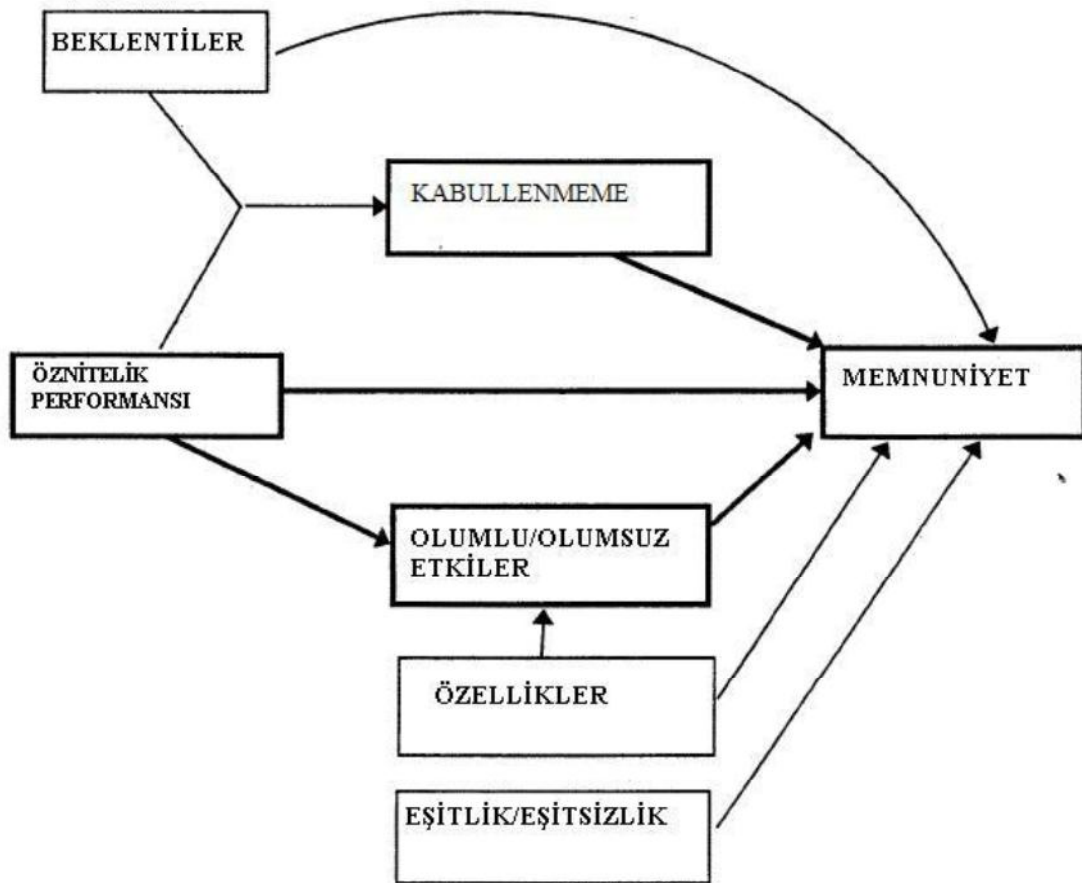 BEKLENTİLER
KABULLENMEME
ÖZNİTELİK
PERFORMANSI
MEMNUNİYET
OLUMLU/OLUMSUZ
ETKİLER
ÖZELLİKLER
EŞİTLİK/EŞİTSİZLİK